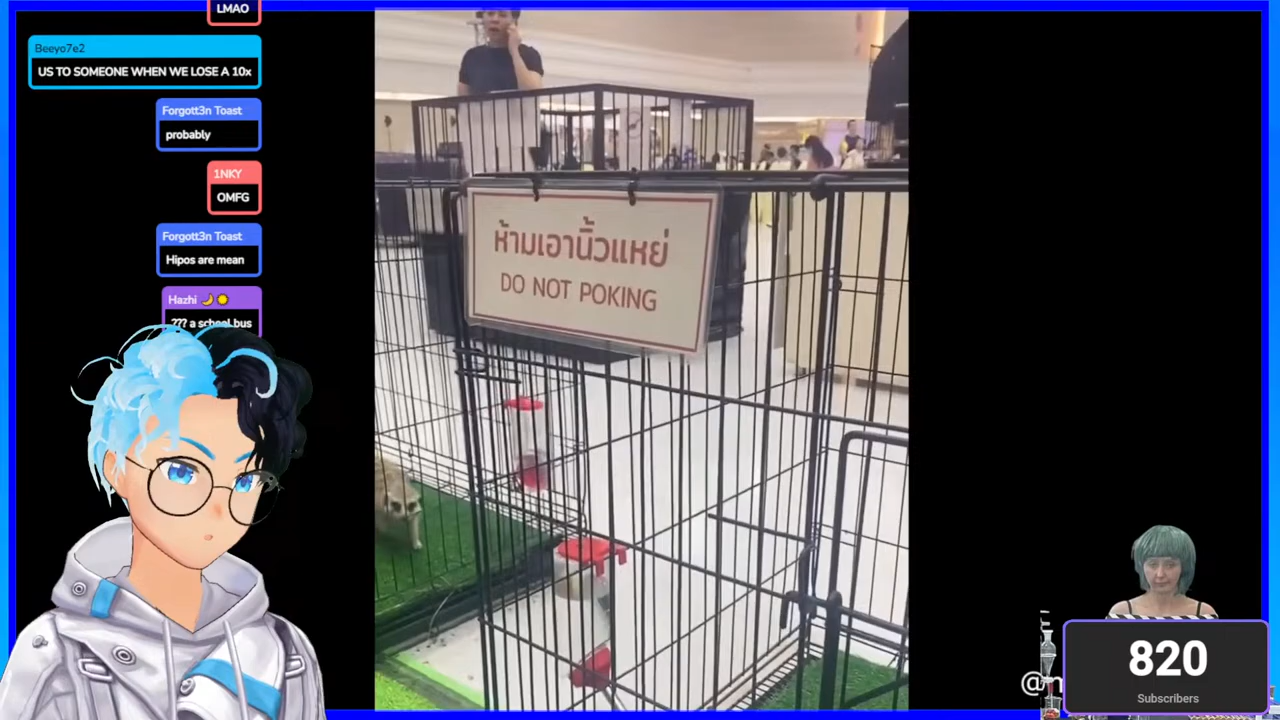 LMAO
Beeyo7e2
US TO SOMEONE WHEN WE LOSE A 10x
Forgott3n Toast
probably
1NKY
OMFG
Forgott3n Toast
Hipos are mean
Hazhi 🌙☀️
??? a school bus
ห้ามเอานิ้วแหย่
DO NOT POKING
820
Subscribers